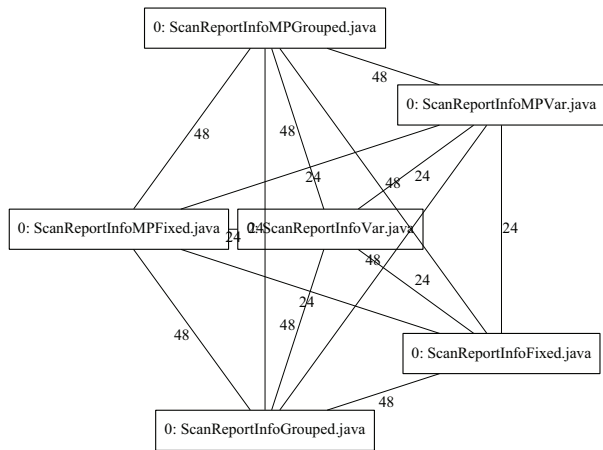 0: ScanReportInfoMPGrouped.java
48
0: ScanReportInfoMPVar.java
48
48
24
24
48
0: ScanReportInfoMPFixed.java
24
24
0: ScanReportInfoVar.java
24
48
24
24
48
48
0: ScanReportInfoFixed.java
48
0: ScanReportInfoGrouped.java